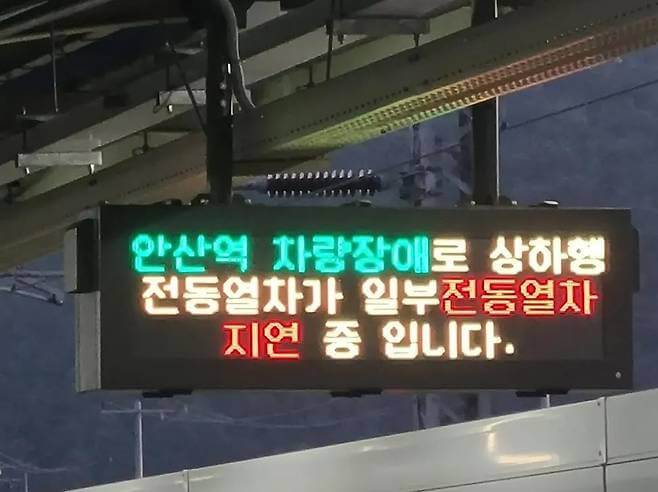 안산역 차량장애로 상하행
전동열차가 일부전동열차
지연 중 입니다.